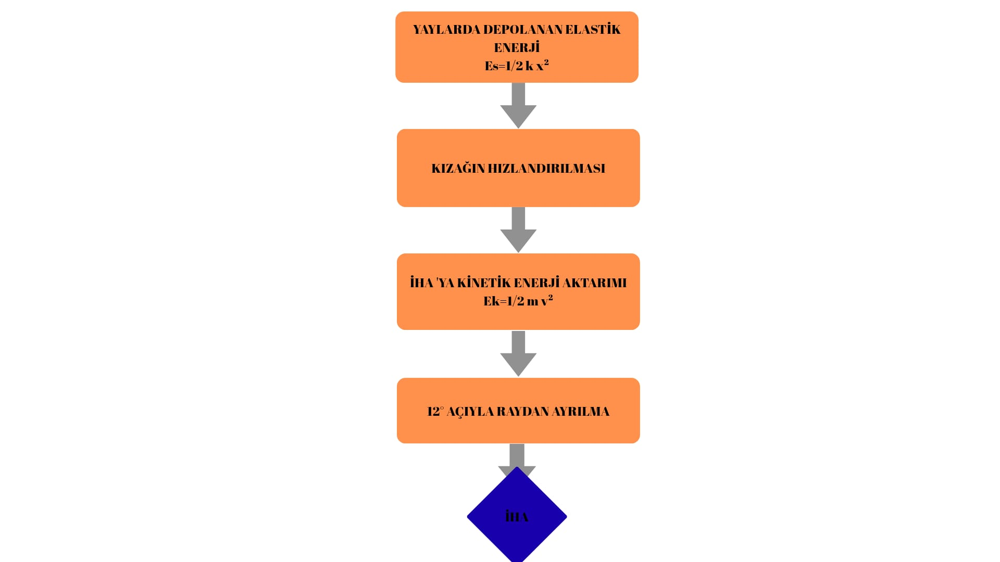 YAYLARDA DEPOLANAN ELASTİK
ENERJİ
Es=1/2 k x²
KIZAĞIN HIZLANDIRILMASI
İHA 'YA KİNETİK ENERJİ AKTARIMI
Ek=1/2 m v²
12° AÇIYLA RAYDAN AYRILMA
İHA